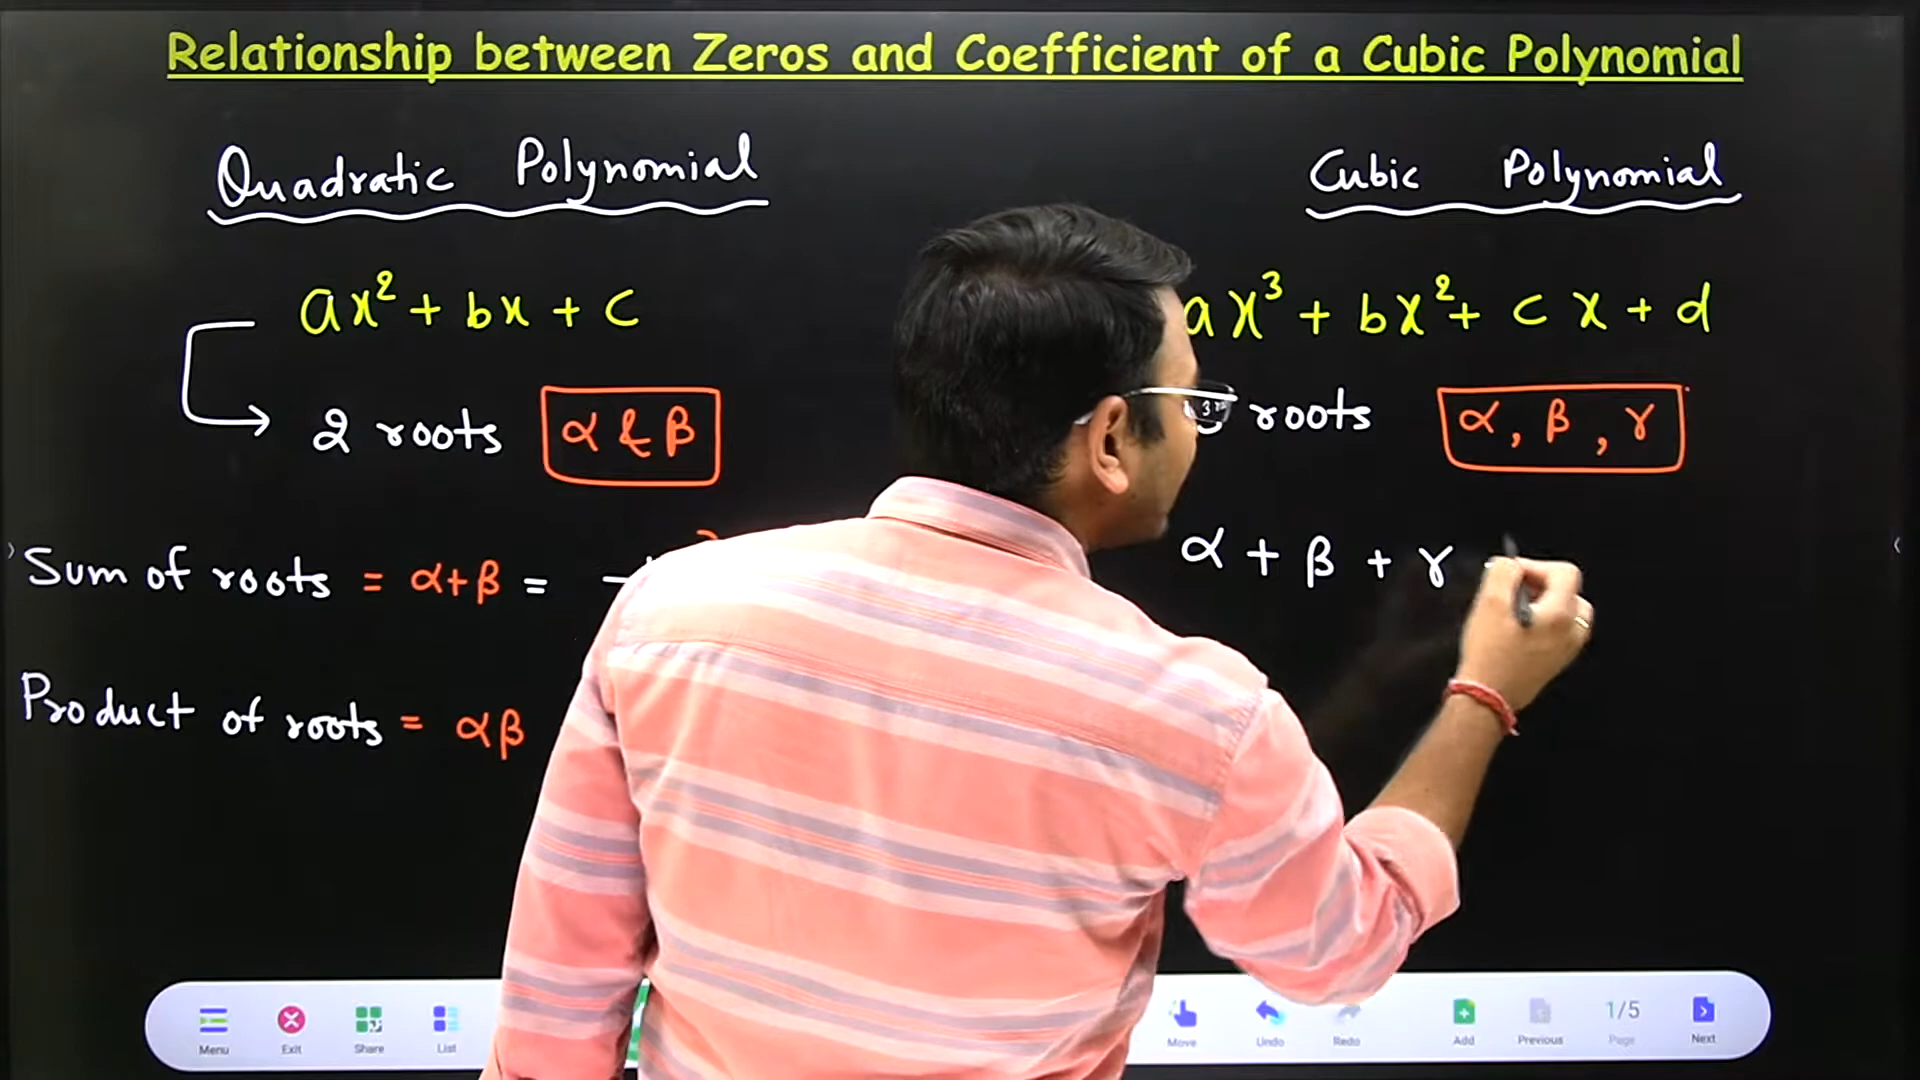 Relationship between Zeros and Coefficient of a Cubic Polynomial
Quadratic Polynomial
ax² + bx + c
2 roots α & β
Sum of roots = α+β = -
Product of roots = αβ
Cubic Polynomial
ax³ + bx² + cx + d
roots α, β, γ
α + β + γ
Menu Exit Share List Move Undo Redo Add Previous 1/5 Page Next